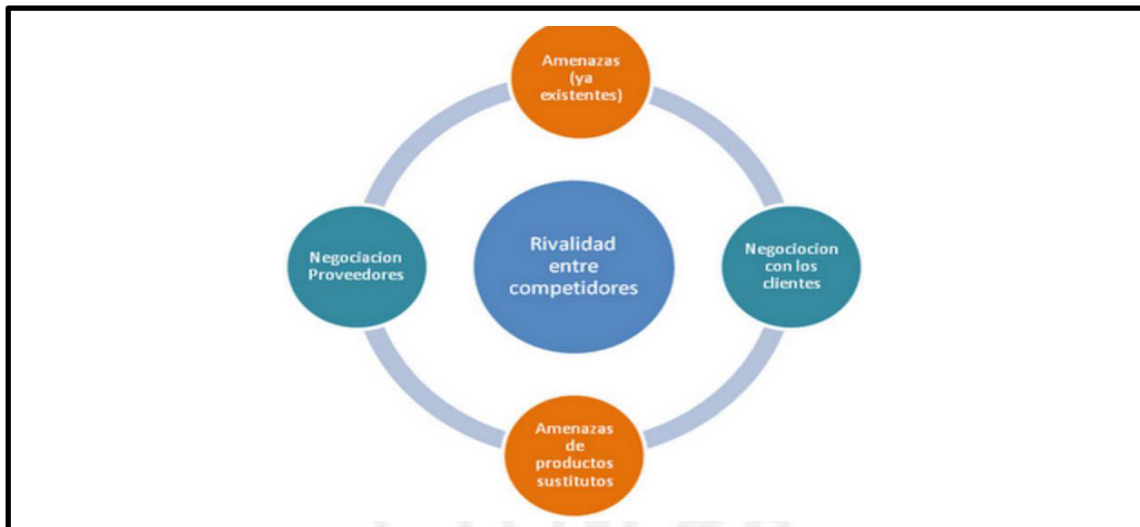 Amenazas
(ya
existentes)
Negociacion
Proveedores
Rivalidad
entre
competidores
Negociocion
con los
clientes
Amenazas
de
productos
sustitutos